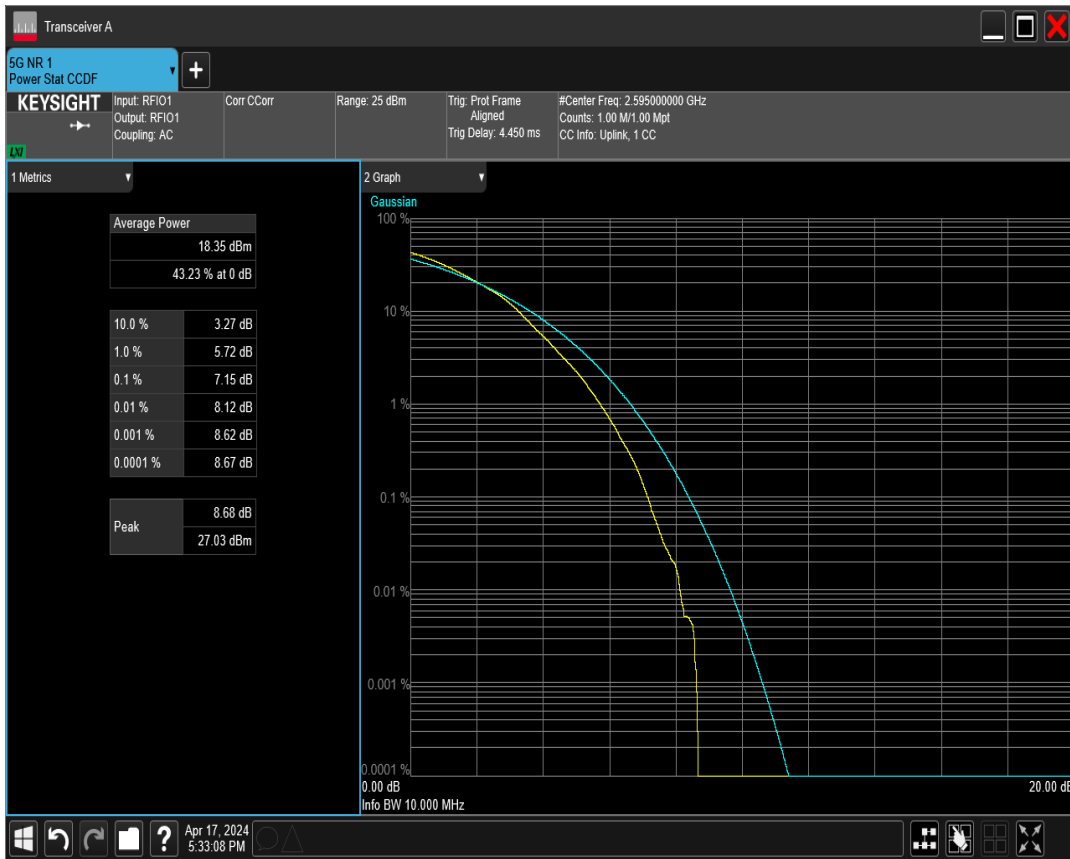 Transceiver A
5G NR 1
Power Stat CCDF
+
KEYSIGHT
LXI
Input: RFIO1
Output: RFIO1
Coupling: AC
Corr CCorr
Range: 25 dBm
Trig: Prot Frame
Aligned
Trig Delay: 4.450 ms
#Center Freq: 2.595000000 GHz
Counts: 1.00 M/1.00 Mpt
CC Info: Uplink, 1 CC
1 Metrics
Average Power
18.35 dBm
43.23 % at 0 dB
10.0 % 3.27 dB
1.0 % 5.72 dB
0.1 % 7.15 dB
0.01 % 8.12 dB
0.001 % 8.62 dB
0.0001 % 8.67 dB
Peak
8.68 dB
27.03 dBm
2 Graph
Gaussian
100 %
10 %
1 %
0.1 %
0.01 %
0.001 %
0.0001 %
0.00 dB
20.00 dB
Info BW 10.000 MHz
?
Apr 17, 2024
5:33:08 PM